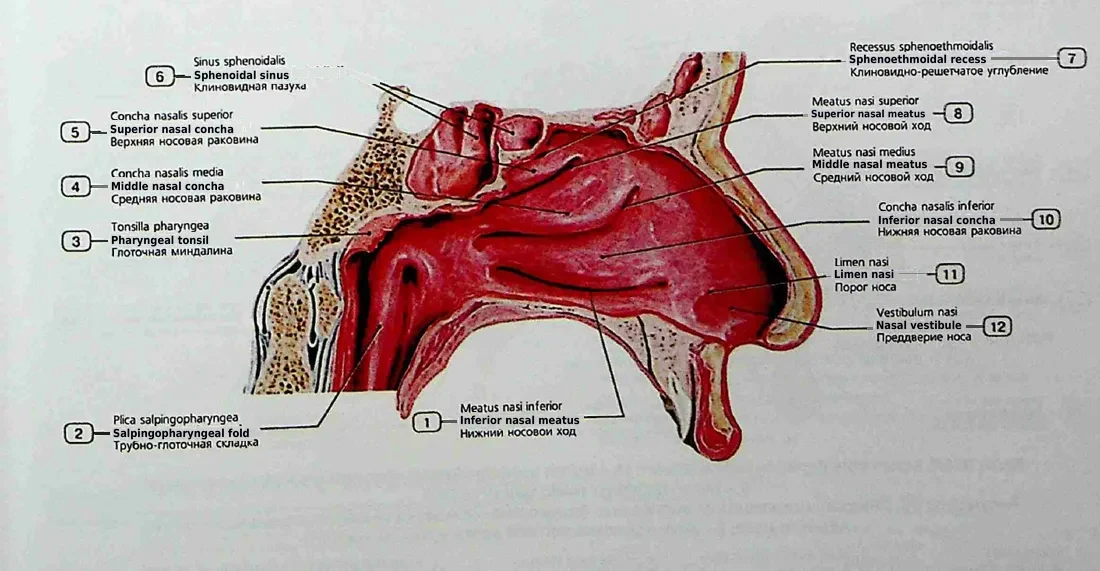 Sinus sphenoidalis
6 Sphenoidal sinus
Клиновидная пазуха
Concha nasalis superior
5 Superior nasal concha
Верхняя носовая раковина
Concha nasalis media
4 Middle nasal concha
Средняя носовая раковина
Tonsilla pharyngea
3 Pharyngeal tonsil
Глоточная миндалина
Plica salpingopharyngea
2 Salpingopharyngeal fold
Трубно-глоточная складка
Meatus nasi inferior
1 Inferior nasal meatus
Нижний носовой ход
Recessus sphenoethmoidalis
Sphenoethmoidal recess 7
Клиновидно-решетчатое углубление
Meatus nasi superior
Superior nasal meatus 8
Верхний носовой ход
Meatus nasi medius
Middle nasal meatus 9
Средний носовой ход
Concha nasalis inferior
Inferior nasal concha 10
Нижняя носовая раковина
Limen nasi
Limen nasi 11
Порог носа
Vestibulum nasi
Nasal vestibule 12
Преддверие носа